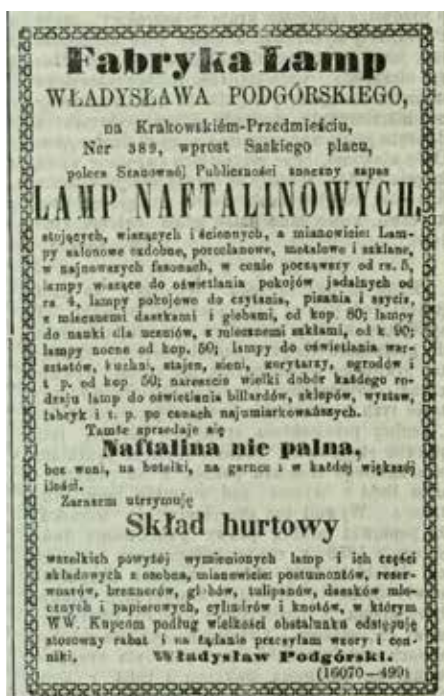 Fabryka Lamp
WŁADYSŁAWA PODGÓRSKIEGO,
na Krakowskiém-Przedmieściu,
Ner 389, wprost Saskiego placu,
poleca Szanownéj Publiczności znaczny zapas
LAMP NAFTALINOWYCH,
stojących, wiszących i ściennych, a mianowicie: Lam-
py salonowe ozdobne, porcelanowe, metalowe i szklane,
w najnowszych fasonach, w cenie począwszy od rs. 5,
lampy wiszące do oświetlania pokojów jadalnych od
rs 4, lampy pokojowe do czytania, pisania i szycia,
z mlecznemi daszkami i globami, od kop. 80; lampy
do nauki dla uczniów, z mlecznemi szkłami, od k. 90;
lampy nocne od kop. 50; lampy do oświetlania war-
sztatów, kuchni, stajen, sieni, korytarzy, ogrodów i
t p. od kop. 50; nareszcie wielki dobór każdego ro-
dzaju lamp do oświetlania billardów, sklepów, wystaw,
fabryk i t. p. po cenach najumiarkowańszych.
Tamże sprzedaje się
Naftalina nie palna,
bez woni, na butelki, na garnce i w każdéj większéj
ilości.
Zarazem utrzymuję
Skład hurtowy
wszelkich powyżéj wymienionych lamp i ich części
składowych z osobna, mianowicie: postumentów, reser-
woarów, brennerów, globów, tulipanów, daszków mle-
cznych i papierowych, cylindrów i knotów, w którym
WW. Kupcom podług wielkości obstalunku odstępuję
stosowny rabat i na żądanie przesyłam wzory i cen-
niki. Władysław Podgórski.
(16070—499)